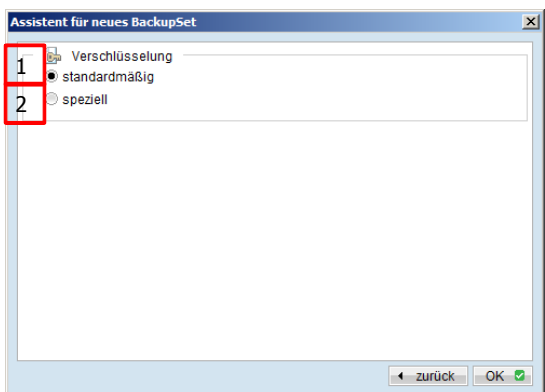 Assistent für neues BackupSet
1
Verschlüsselung
standardmäßig
2
speziell
zurück
OK